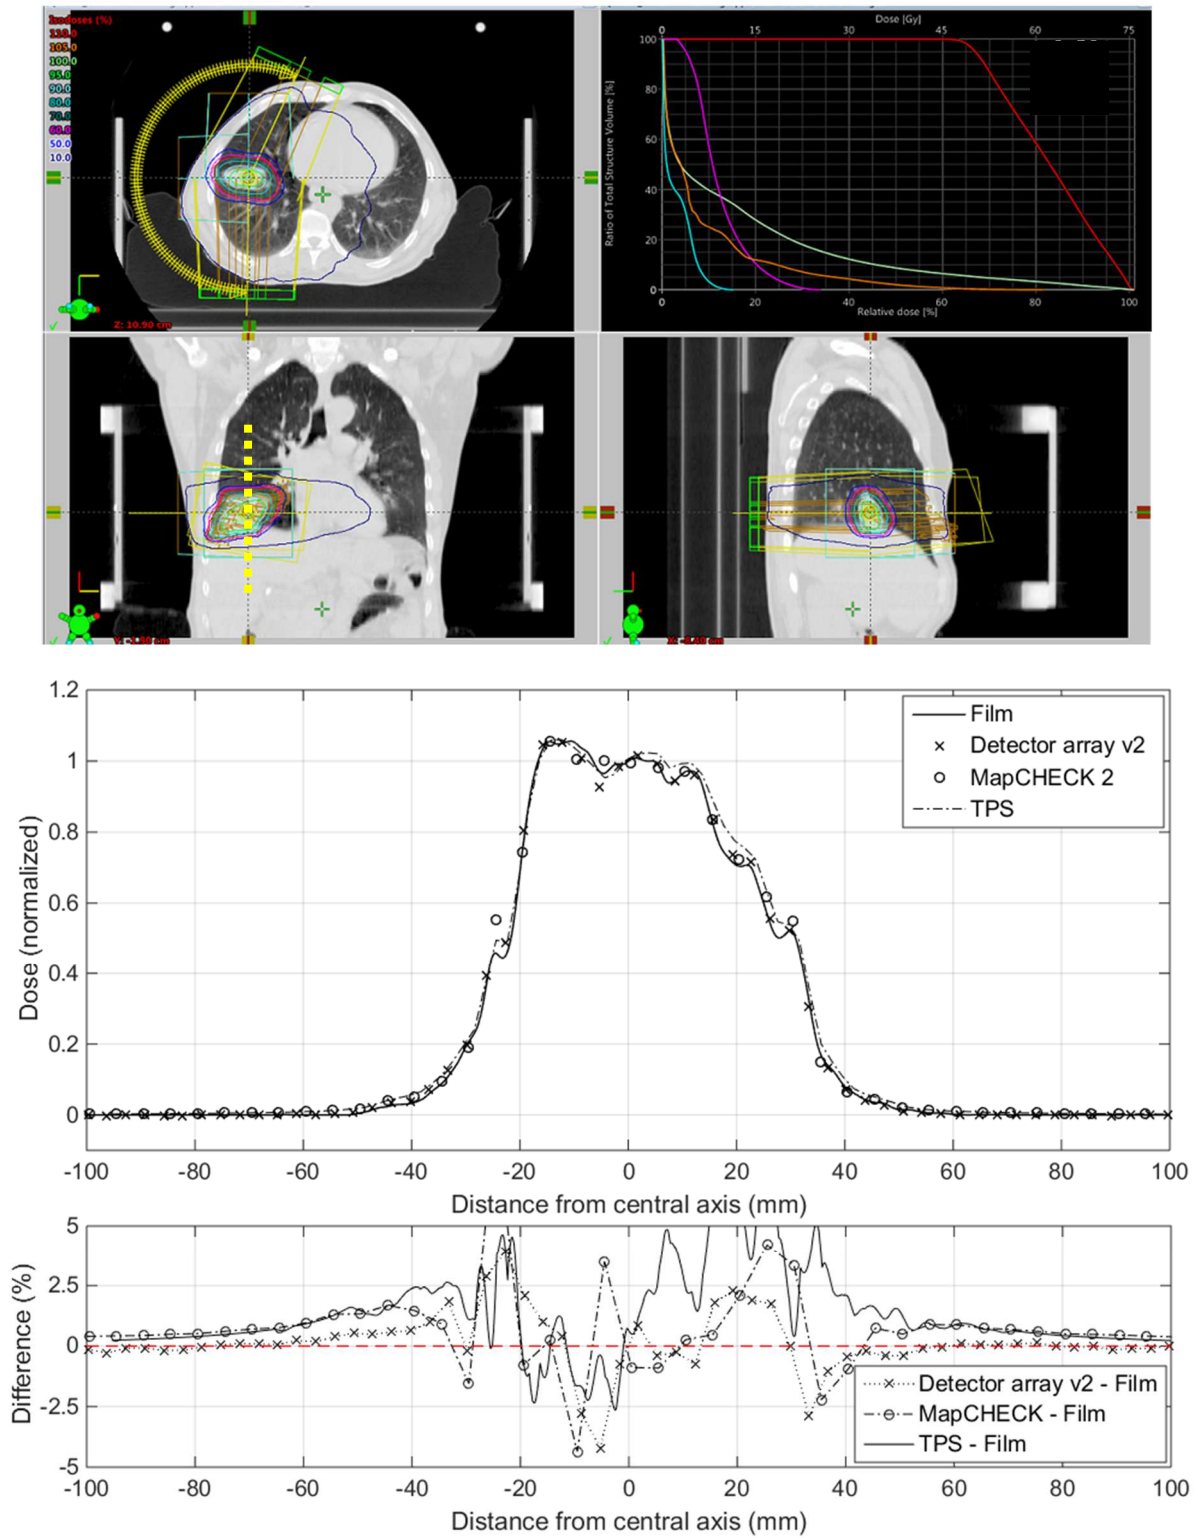 Isodoses (%)
110.0
105.0
100.0
95.0
90.0
80.0
70.0
60.0
50.0
10.0
Z: 10.90 cm
Dose [Gy]
0 15 30 45 60 75
Ratio of Total Structure Volume [%]
100
80
60
40
20
0
0 20 40 60 80 100
Relative dose [%]
1.2
1
0.8
0.6
0.4
0.2
0
Dose (normalized)
Film
Detector array v2
MapCHECK 2
TPS
-100 -80 -60 -40 -20 0 20 40 60 80 100
Distance from central axis (mm)
5
2.5
0
-2.5
-5
Difference (%)
Detector array v2 - Film
MapCHECK - Film
TPS - Film
-100 -80 -60 -40 -20 0 20 40 60 80 100
Distance from central axis (mm)